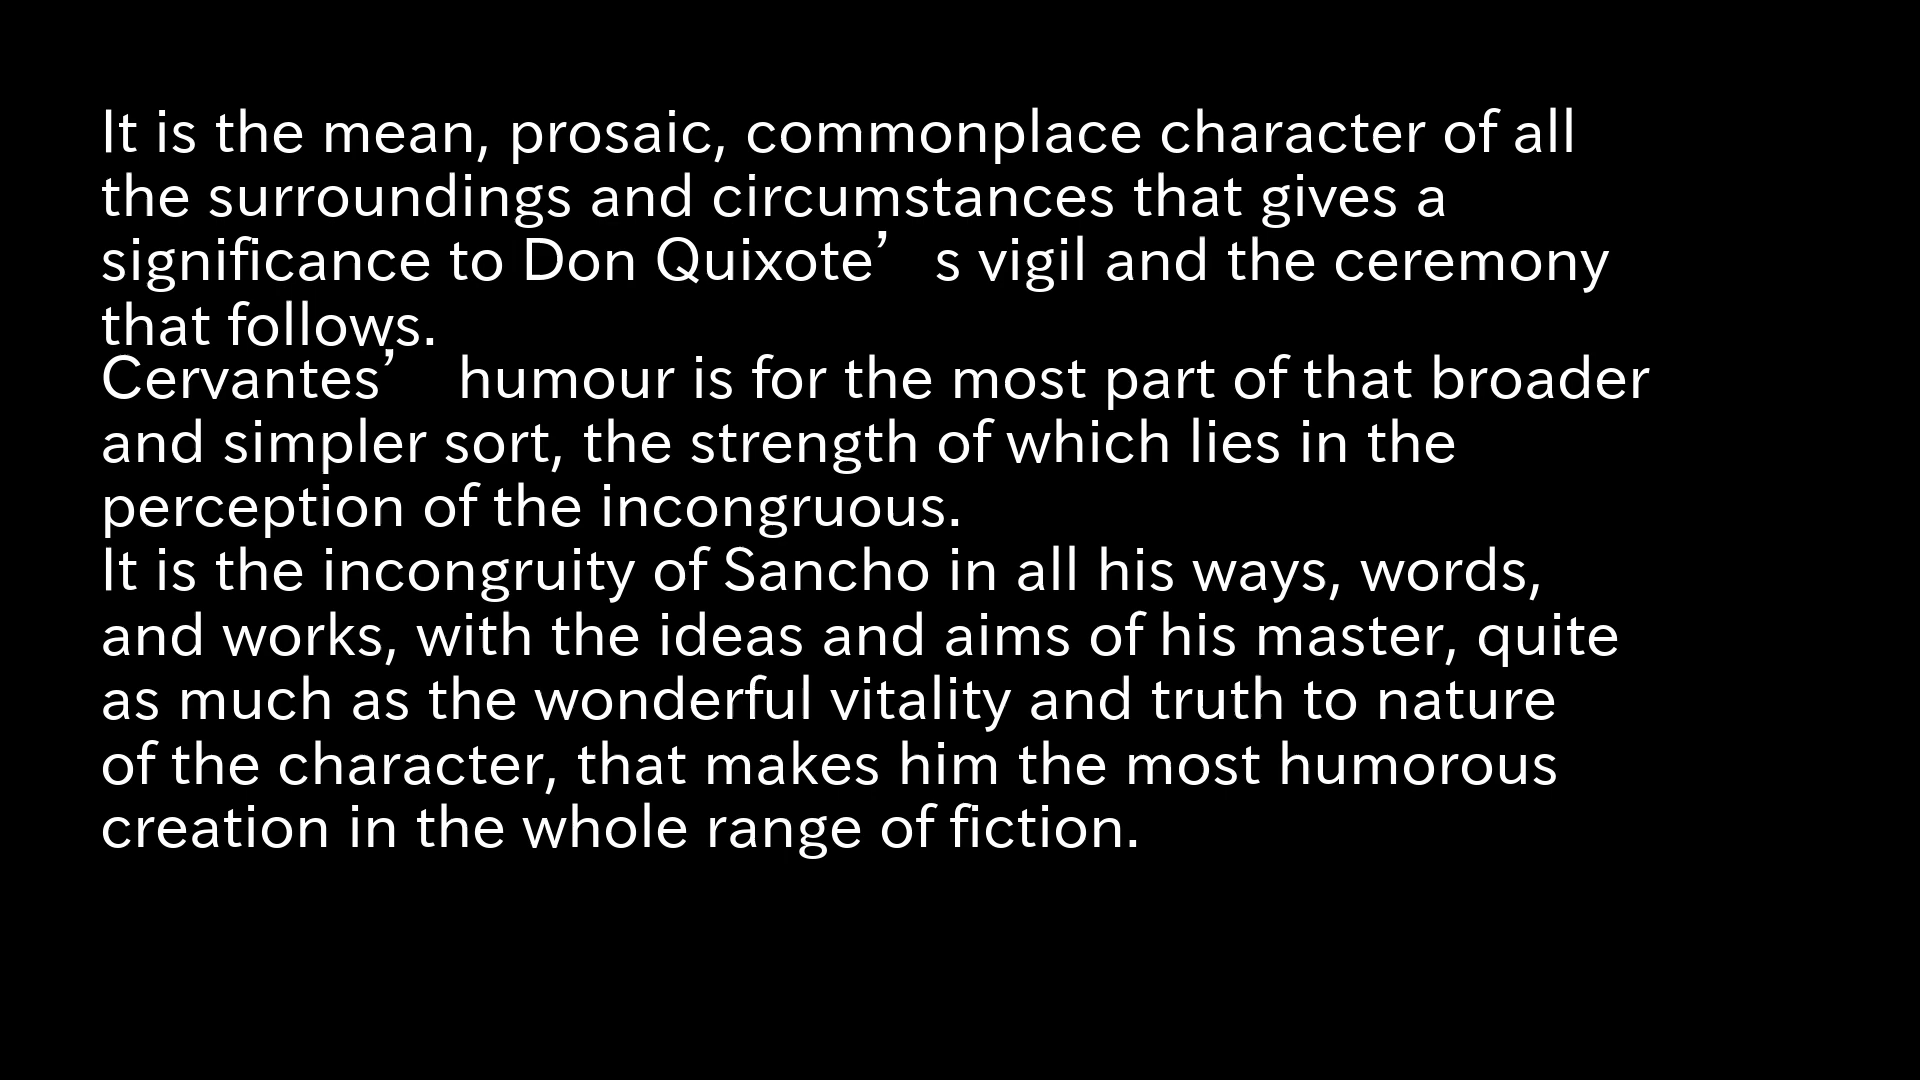 It is the mean, prosaic, commonplace character of all
the surroundings and circumstances that gives a
significance to Don Quixote’s vigil and the ceremony
that follows.
Cervantes’ humour is for the most part of that broader
and simpler sort, the strength of which lies in the
perception of the incongruous.
It is the incongruity of Sancho in all his ways, words,
and works, with the ideas and aims of his master, quite
as much as the wonderful vitality and truth to nature
of the character, that makes him the most humorous
creation in the whole range of fiction.